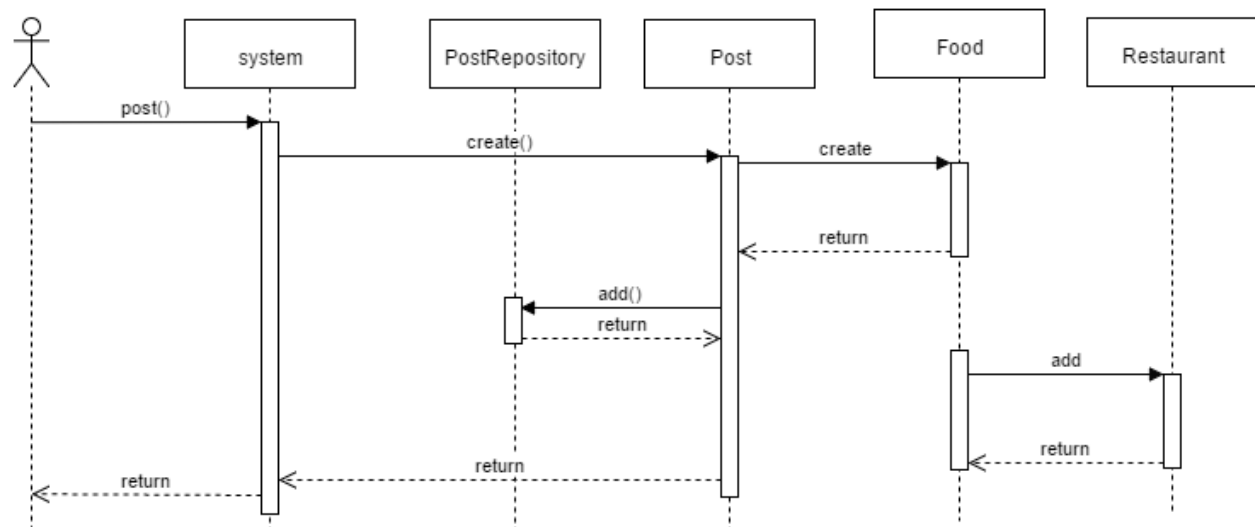 system
PostRepository
Post
Food
Restaurant
post()
create()
create
return
add()
return
add
return
return
return